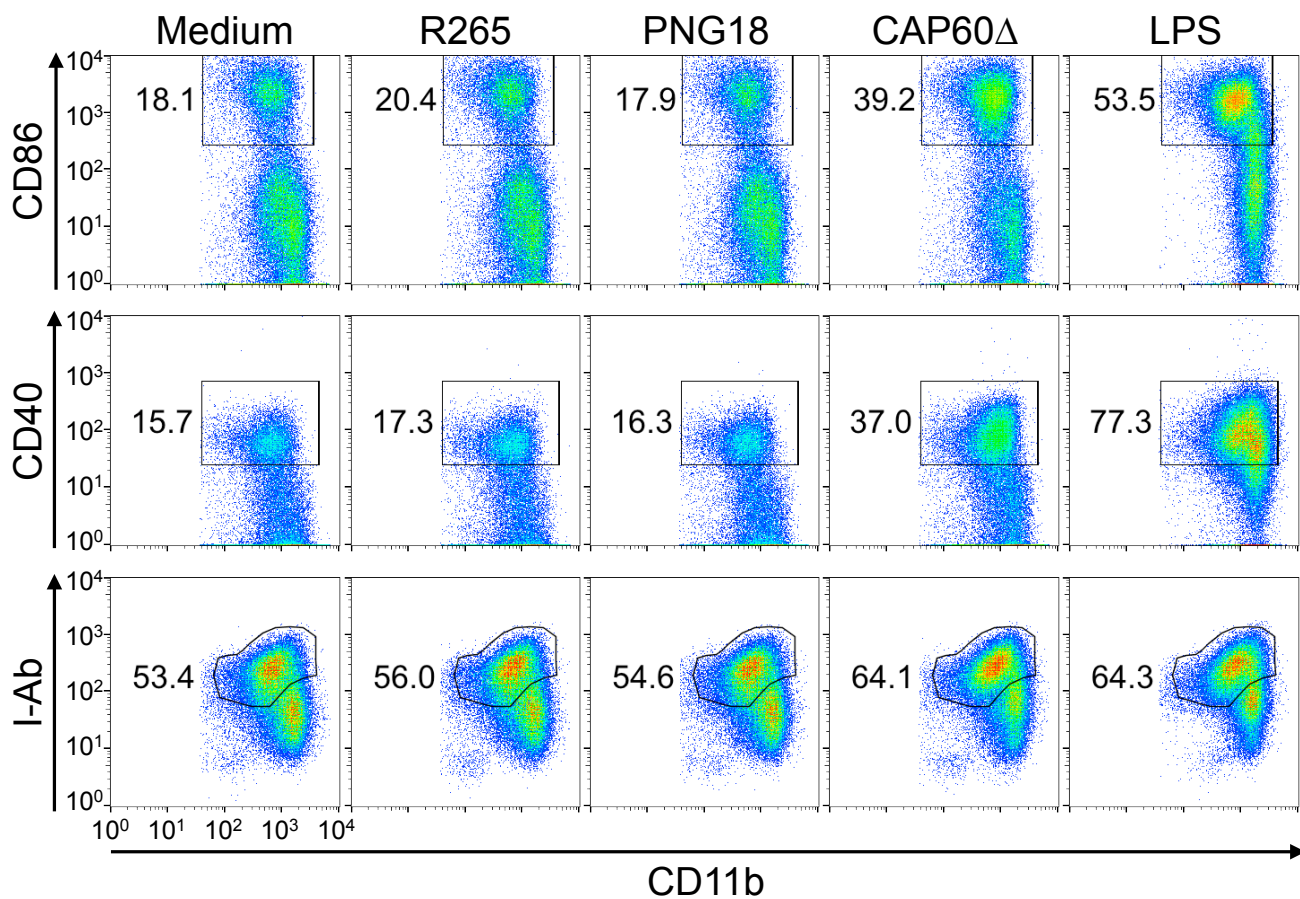 Medium R265 PNG18 CAP60Δ LPS
CD86
10⁴
10³
10²
10¹
10⁰
18.1 20.4 17.9 39.2 53.5
CD40
10⁴
10³
10²
10¹
10⁰
15.7 17.3 16.3 37.0 77.3
I-Ab
10⁴
10³
10²
10¹
10⁰
53.4 56.0 54.6 64.1 64.3
10⁰ 10¹ 10² 10³ 10⁴
CD11b